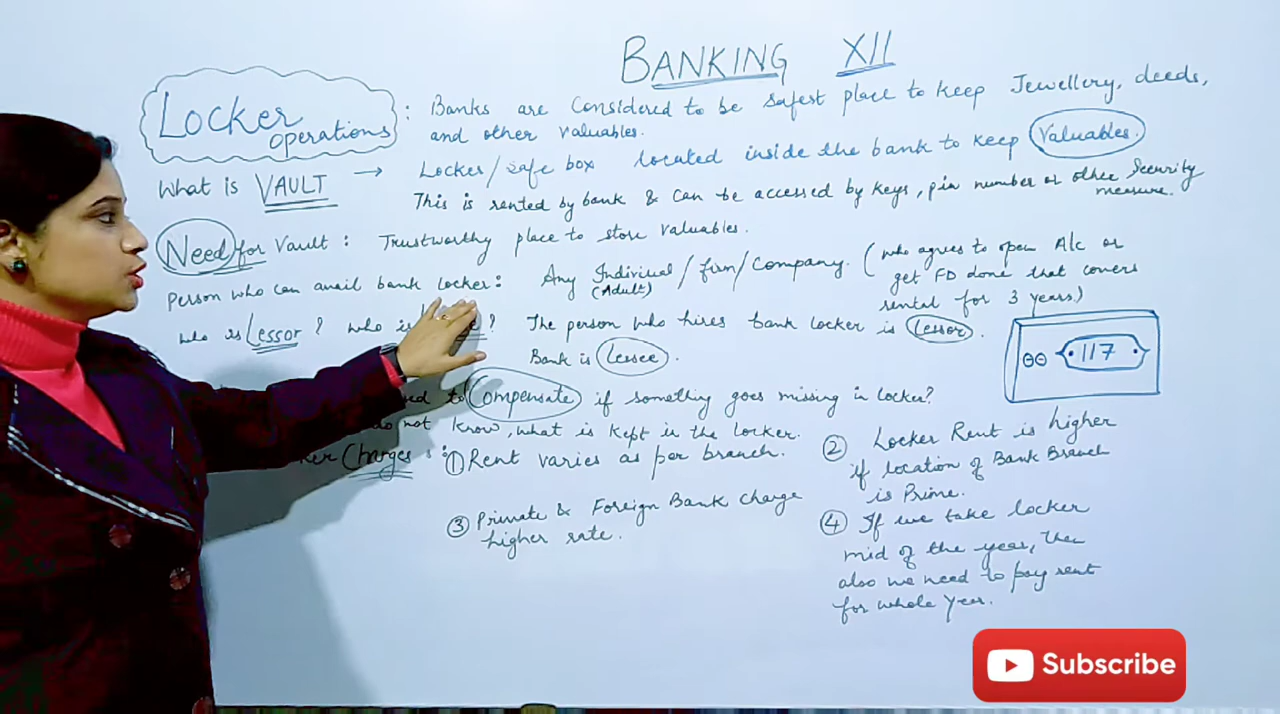 BANKING XII
Locker operations : Banks are considered to be safest place to keep Jewellery, deeds,
and other valuables.
What is VAULT → Locker/safe box located inside the bank to keep Valuables.
This is rented by bank & can be accessed by keys, pin number or other security
measure.
Need for Vault : Trustworthy place to store valuables.
Person who can avail bank locker: Any Individual/firm/Company. (who agrees to open A/c or
(Adult)
get FD done that covers
rental for 3 years)
who is Lessor? who is ? The person who hires bank locker is lessor.
Bank is lessee.
117
to Compensate if something goes missing in locker?
not know, what is kept in the locker.
Charges : ① Rent varies as per branch.
② Locker Rent is higher
if location of Bank Branch
is Prime.
③ Private & Foreign Bank charge
higher rate.
④ If we take locker
mid of the year, then
also we need to pay rent
for whole year.
Subscribe